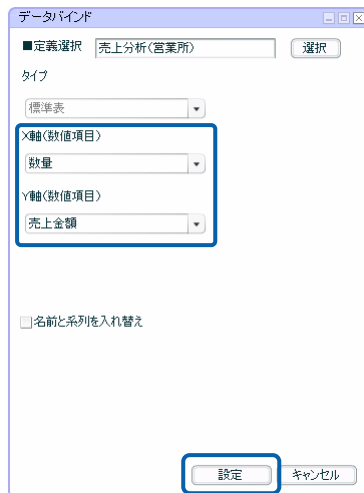 データバインド
■定義選択 売上分析(営業所) 選択
タイプ
標準表
X軸(数値項目)
数量
Y軸(数値項目)
売上金額
名前と系列を入れ替え
設定 キャンセル